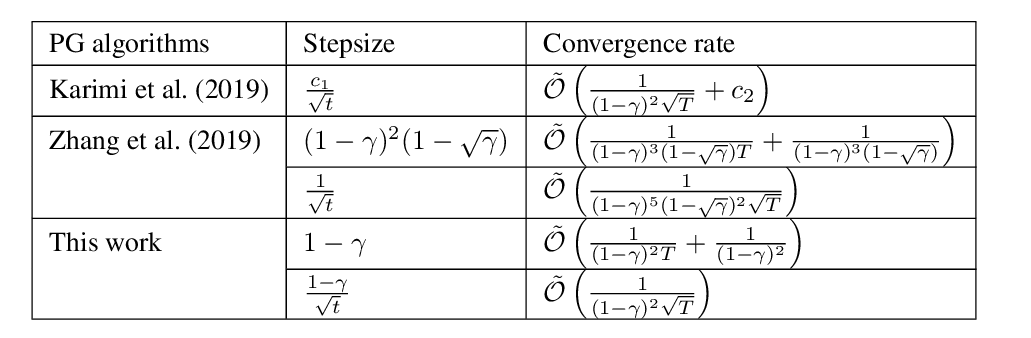 PG algorithms Stepsize Convergence rate
Karimi et al. (2019) $\frac{c_1}{\sqrt{t}}$ $\tilde{\mathcal{O}}\left(\frac{1}{(1-\gamma)^2\sqrt{T}} + c_2\right)$
Zhang et al. (2019) $(1-\gamma)^2(1-\sqrt{\gamma})$ $\tilde{\mathcal{O}}\left(\frac{1}{(1-\gamma)^3(1-\sqrt{\gamma})T} + \frac{1}{(1-\gamma)^3(1-\sqrt{\gamma})}\right)$
$\frac{1}{\sqrt{t}}$ $\tilde{\mathcal{O}}\left(\frac{1}{(1-\gamma)^5(1-\sqrt{\gamma})^2\sqrt{T}}\right)$
This work $1-\gamma$ $\tilde{\mathcal{O}}\left(\frac{1}{(1-\gamma)^2T} + \frac{1}{(1-\gamma)^2}\right)$
$\frac{1-\gamma}{\sqrt{t}}$ $\tilde{\mathcal{O}}\left(\frac{1}{(1-\gamma)^2\sqrt{T}}\right)$